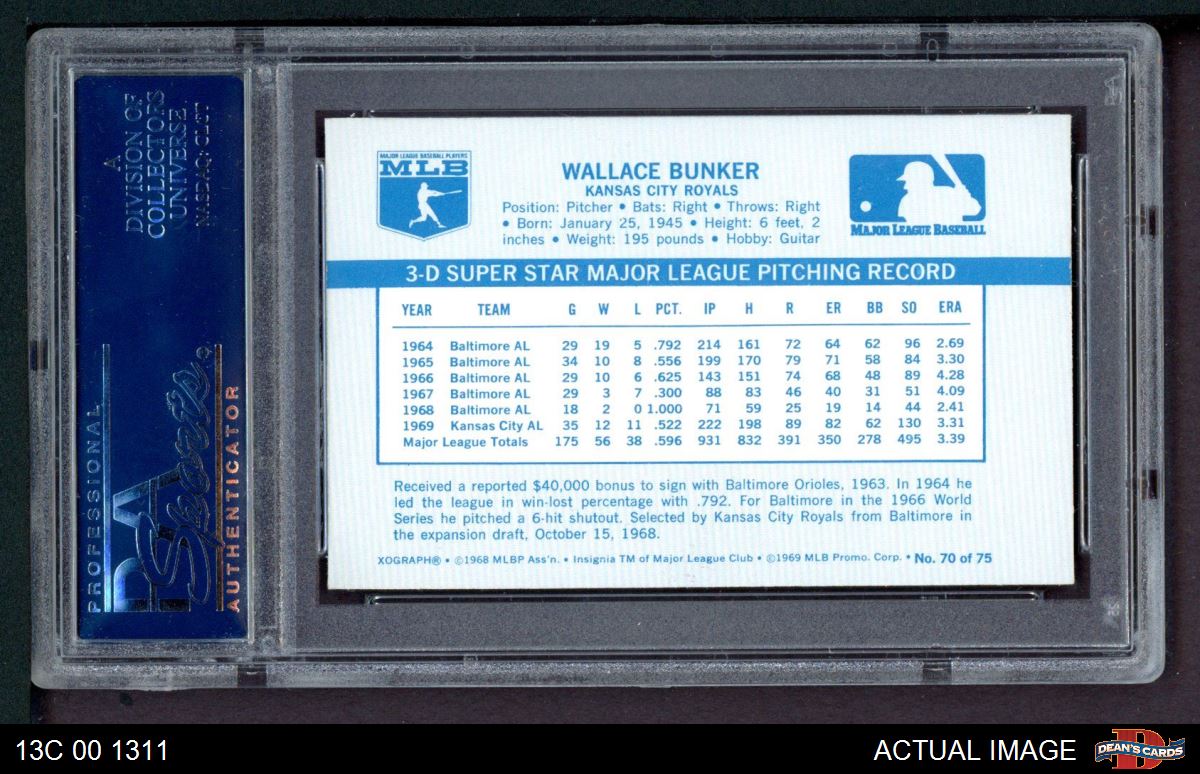 A
DIVISION OF
COLLECTORS
UNIVERSE
NASDAQ: CLCT
PROFESSIONAL
PSA
Sports
AUTHENTICATOR
MAJOR LEAGUE BASEBALL PLAYERS
MLB
WALLACE BUNKER
KANSAS CITY ROYALS
Position: Pitcher • Bats: Right • Throws: Right
• Born: January 25, 1945 • Height: 6 feet, 2
inches • Weight: 195 pounds • Hobby: Guitar
MAJOR LEAGUE BASEBALL
3-D SUPER STAR MAJOR LEAGUE PITCHING RECORD
YEAR TEAM G W L PCT. IP H R ER BB SO ERA
1964 Baltimore AL 29 19 5 .792 214 161 72 64 62 96 2.69
1965 Baltimore AL 34 10 8 .556 199 170 79 71 58 84 3.30
1966 Baltimore AL 29 10 6 .625 143 151 74 68 48 89 4.28
1967 Baltimore AL 29 3 7 .300 88 83 46 40 31 51 4.09
1968 Baltimore AL 18 2 0 1.000 71 59 25 19 14 44 2.41
1969 Kansas City AL 35 12 11 .522 222 198 89 82 62 130 3.31
Major League Totals 175 56 38 .596 931 832 391 350 278 495 3.39
Received a reported $40,000 bonus to sign with Baltimore Orioles, 1963. In 1964 he
led the league in win-lost percentage with .792. For Baltimore in the 1966 World
Series he pitched a 6-hit shutout. Selected by Kansas City Royals from Baltimore in
the expansion draft, October 15, 1968.
XOGRAPH® • ©1968 MLBP Ass'n. • Insignia TM of Major League Club • ©1969 MLB Promo. Corp. • No. 70 of 75
13C 00 1311
ACTUAL IMAGE
DEAN'S CARDS